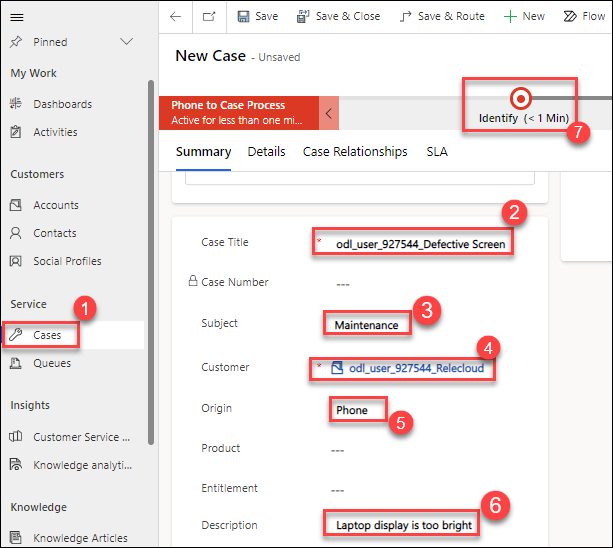 Save
Save & Close
Save & Route
New
Flow
Pinned
My Work
Dashboards
Activities
Customers
Accounts
Contacts
Social Profiles
Service
1
Cases
Queues
Insights
Customer Service ...
Knowledge analyti...
Knowledge
Knowledge Articles
New Case - Unsaved
Phone to Case Process
Active for less than one mi...
Identify (< 1 Min)
7
Summary Details Case Relationships SLA
2
Case Title * odl_user_927544_Defective Screen
Case Number ---
3
Subject Maintenance
4
Customer * odl_user_927544_Relecloud
Origin Phone
5
Product ---
Entitlement ---
6
Description Laptop display is too bright